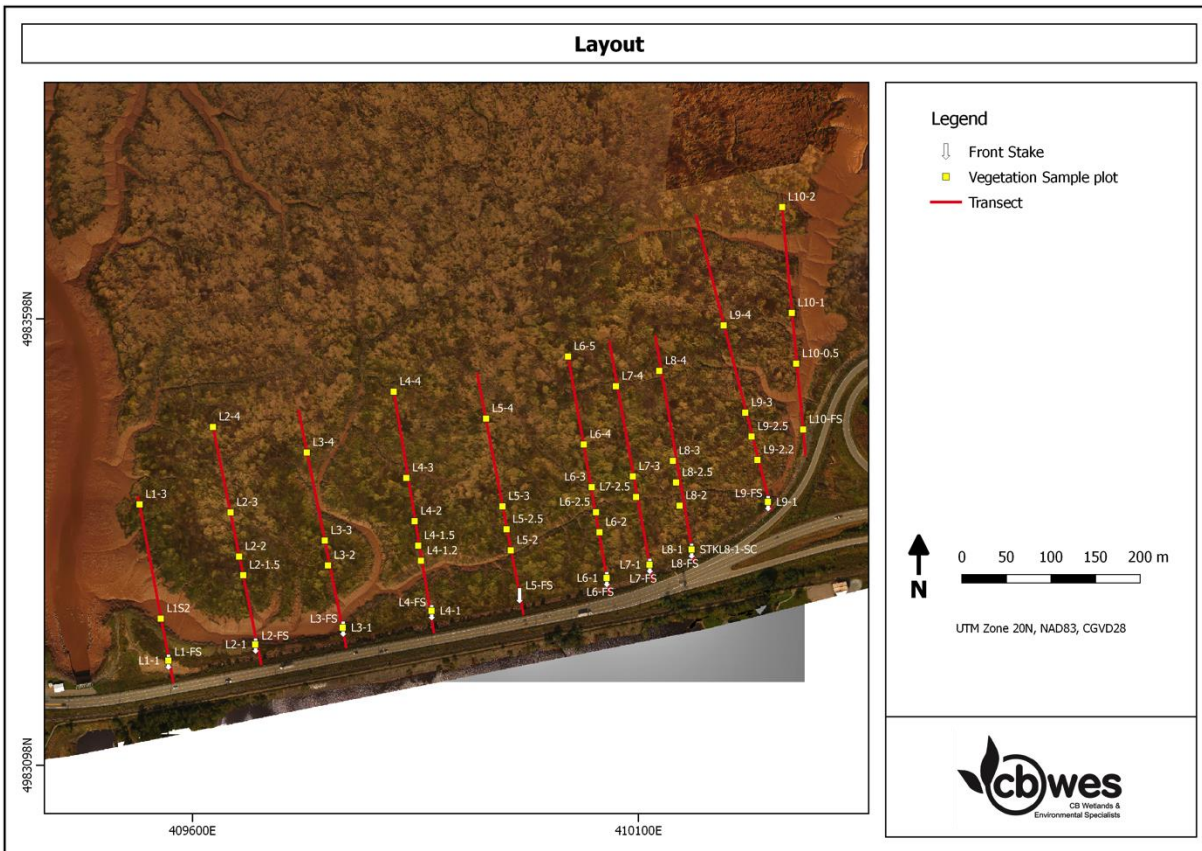 Layout
L10-2
L10-1
L9-4
L10-0.5
L6-5
L8-4
L7-4
L4-4
L5-4
L9-3
L2-4
L10-FS
L9-2.5
L6-4
L3-4
L9-2.2
L8-3
L4-3
L6-3
L7-3
L8-2.5
L7-2.5
L1-3
L5-3
L9-FS
L9-1
L2-3
L6-2.5
L8-2
L4-2
L5-2.5
L6-2
L3-3
L4-1.5
L5-2
L8-1
STKL8-1-SC
L2-2
L3-2
L4-1.2
L8-FS
L2-1.5
L7-1
L7-FS
L6-1
L5-FS
L6-FS
L4-FS
L4-1
L1S2
L3-FS
L3-1
L2-FS
L2-1
L1-FS
L1-1
4983598N
4983098N
409600E
410100E
Legend
Front Stake
Vegetation Sample plot
Transect
0 50 100 150 200 m
N
UTM Zone 20N, NAD83, CGVD28
cbwes
CB Wetlands &
Environmental Specialists